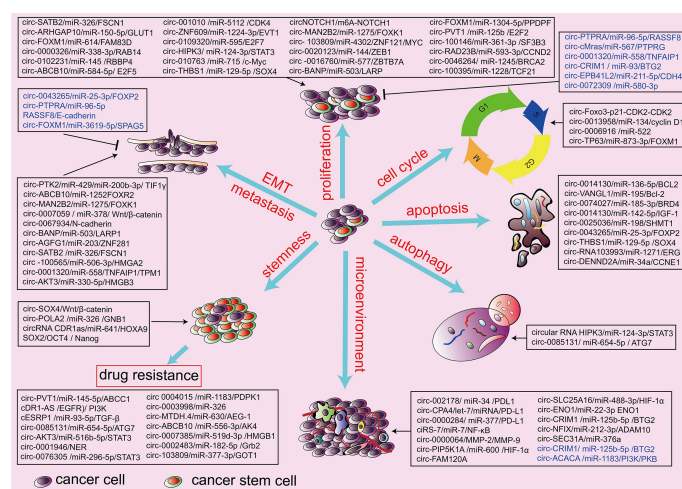 circ-SATB2/miR-326/FSCN1
circ-ARHGAP10/miR-150-5p/GLUT1
circ-FOXM1/miR-614/FAM83D
circ-0000326/miR-338-3p/RAB14
circ-0102231/miR-145 /RBBP4
circ-ABCB10/miR-584-5p/ E2F5
circ-001010 /miR-5112 /CDK4
circ-ZNF609/miR-1224-3p/EVT1
circ-0109320/miR-595/E2F7
circ-HIPK3/ miR-124-3p/STAT3
circ-010763 /miR-715 /c-Myc
circ-THBS1 /miR-129-5p /SOX4
circNOTCH1/m6A-NOTCH1
circ-MAN2B2/miR-1275/FOXK1
circ- 103809/miR-4302/ZNF121/MYC
circ-0020123/miR-144/ZEB1
circ -0016760/miR-577/ZBTB7A
circ-BANP/miR-503/LARP
circ-FOXM1/miR-1304-5p/PPDPF
circ-PVT1 /miR-125b /E2F2
circ-100146/miR-361-3p /SF3B3
circ-RAD23B/miR-593-3p/CCND2
circ-0046264/ miR-1245/BRCA2
circ-100395/miR-1228/TCF21
circ-PTPRA/miR-96-5p/RASSF8
circ-cMras/miR-567/PTPRG
circ-0001320/miR-558/TNFAIP1
circ-CRIM1 / miR-93/BTG2
circ-EPB41L2/ miR-211-5p/CDH4
circ-0072309 /miR-580-3p
circ-0043265/miR-25-3p/FOXP2
circ-PTPRA/miR-96-5p
RASSF8/E-cadherin
circ-FOXM1/miR-3619-5p/SPAG5
G1
S
G2
M
circ-Foxo3-p21-CDK2-CDK2
circ-0013958/miR-134/cyclin D1
circ-0006916 /miR-522
circ-TP63/miR-873-3p/FOXM1
proliferation
cell cycle
EMT
metastasis
apoptosis
stemness
autophagy
microenvironment
circ-PTK2/miR-429/miR-200b-3p/ TIF1γ
circ-ABCB10/miR-1252FOXR2
circ-MAN2B2/miR-1275/FOXK1
circ-0007059 /miR-378/ Wnt/β-catenin
circ-0067934/N-cadherin
circ-BANP/miR-503/LARP1
circ-AGFG1/miR-203/ZNF281
circ-SATB2 /miR-326/FSCN1
circ -100565/miR-506-3p/HMGA2
circ-0001320/miR-558/TNFAIP1/TPM1
circ-AKT3/miR-330-5p/HMGB3
circ-0014130/miR-136-5p/BCL2
circ-VANGL1/miR-195/Bcl-2
circ-0074027/miR-185-3p/BRD4
circ-0014130/miR-142-5p/IGF-1
circ-0025036/miR-198/SHMT1
circ-0043265/miR-25-3p/FOXP2
circ-THBS1/miR-129-5p /SOX4
circ-RNA103993/miR-1271/ERG
circ-DENND2A/miR-34a/CCNE1
circ-SOX4/Wnt/β-catenin
circ-POLA2 /miR-326 /GNB1
circRNA CDR1as/miR-641/HOXA9
SOX2/OCT4 / Nanog
circular RNA HIPK3/miR-124-3p/STAT3
circ-0085131/ miR-654-5p / ATG7
drug resistance
circ-PVT1/miR-145-5p/ABCC1
cDR1-AS /EGFR)/ PI3K
cESRP1 /miR-93-5p/TGF-β
circ-0085131/miR-654-5p/ATG7
circ-AKT3/miR-516b-5p/STAT3
circ-0001946/NER
circ-0076305 /miR-296-5p/STAT3
circ-0004015 /miR-1183/PDPK1
circ-0003998/miR-326
circ-MTDH.4/miR-630/AEG-1
circ-ABCB10 /miR-556-3p/AK4
circ-0007385/miR-519d-3p /HMGB1
circ-0002483/miR-182-5p /Grb2
circ-103809/miR-377-3p/GOT1
circ-002178/ miR-34 /PDL1
circ-CPA4/let-7/miRNA/PD-L1
circ-0000284/ miR-377/PD-L1
ciRS-7/miR-7/NF-κB
circ-0000064/MMP-2/MMP-9
circ-PIP5K1A /miR-600 /HIF-1α
circ-FAM120A
circ-SLC25A16/miR-488-3p/HIF-1α
circ-ENO1/miR-22-3p ENO1
circ-CRIM1 /miR-125b-5p /BTG2
circ-NFIX/miR-212-3p/ADAM10
circ-SEC31A /miR-376a
circ-CRIM1/ miR-125b-5p /BTG2
circ-ACACA /miR-1183/PI3K/PKB
cancer cell
cancer stem cell